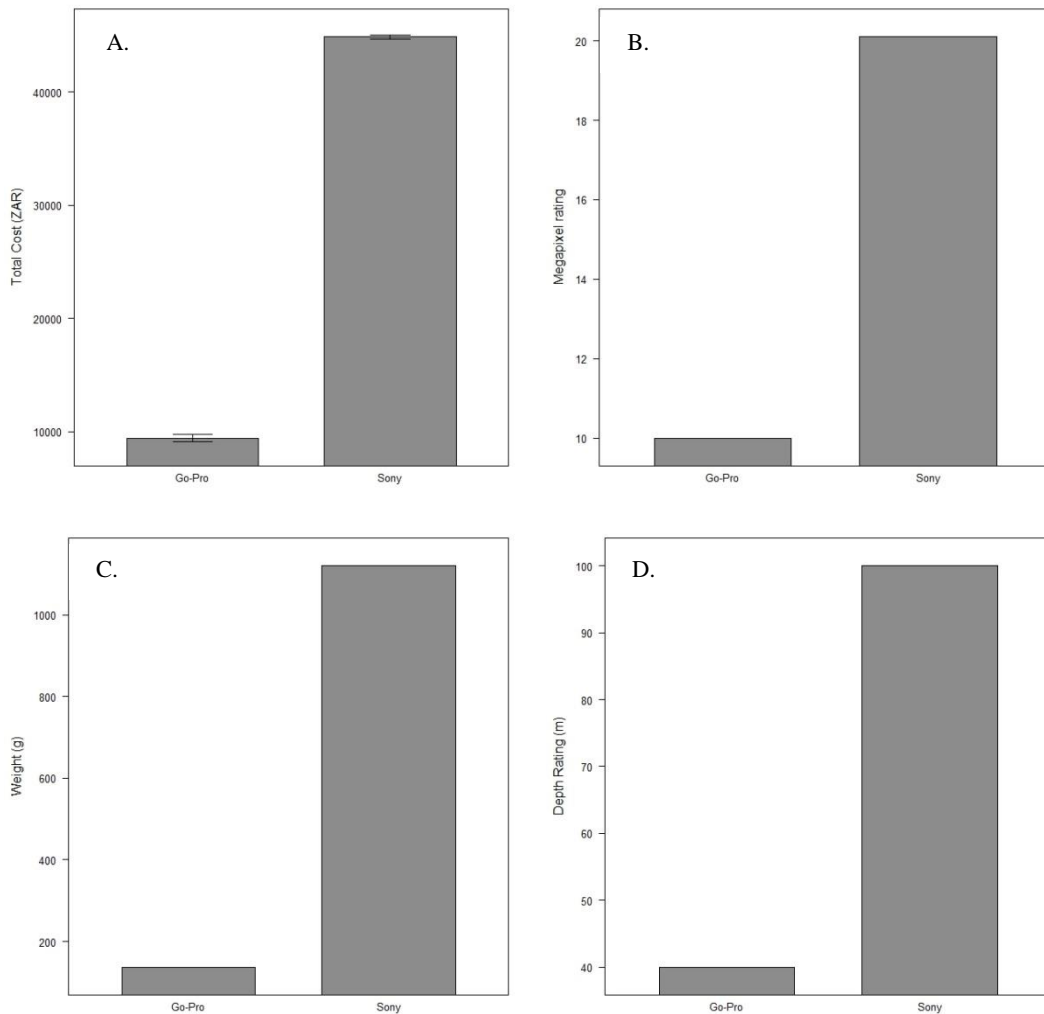 A.
Total Cost (ZAR)
40000
30000
20000
10000
Go-Pro
Sony
B.
Megapixel rating
20
18
16
14
12
10
Go-Pro
Sony
C.
Weight (g)
1000
800
600
400
200
Go-Pro
Sony
D.
Depth Rating (m)
100
90
80
70
60
50
40
Go-Pro
Sony